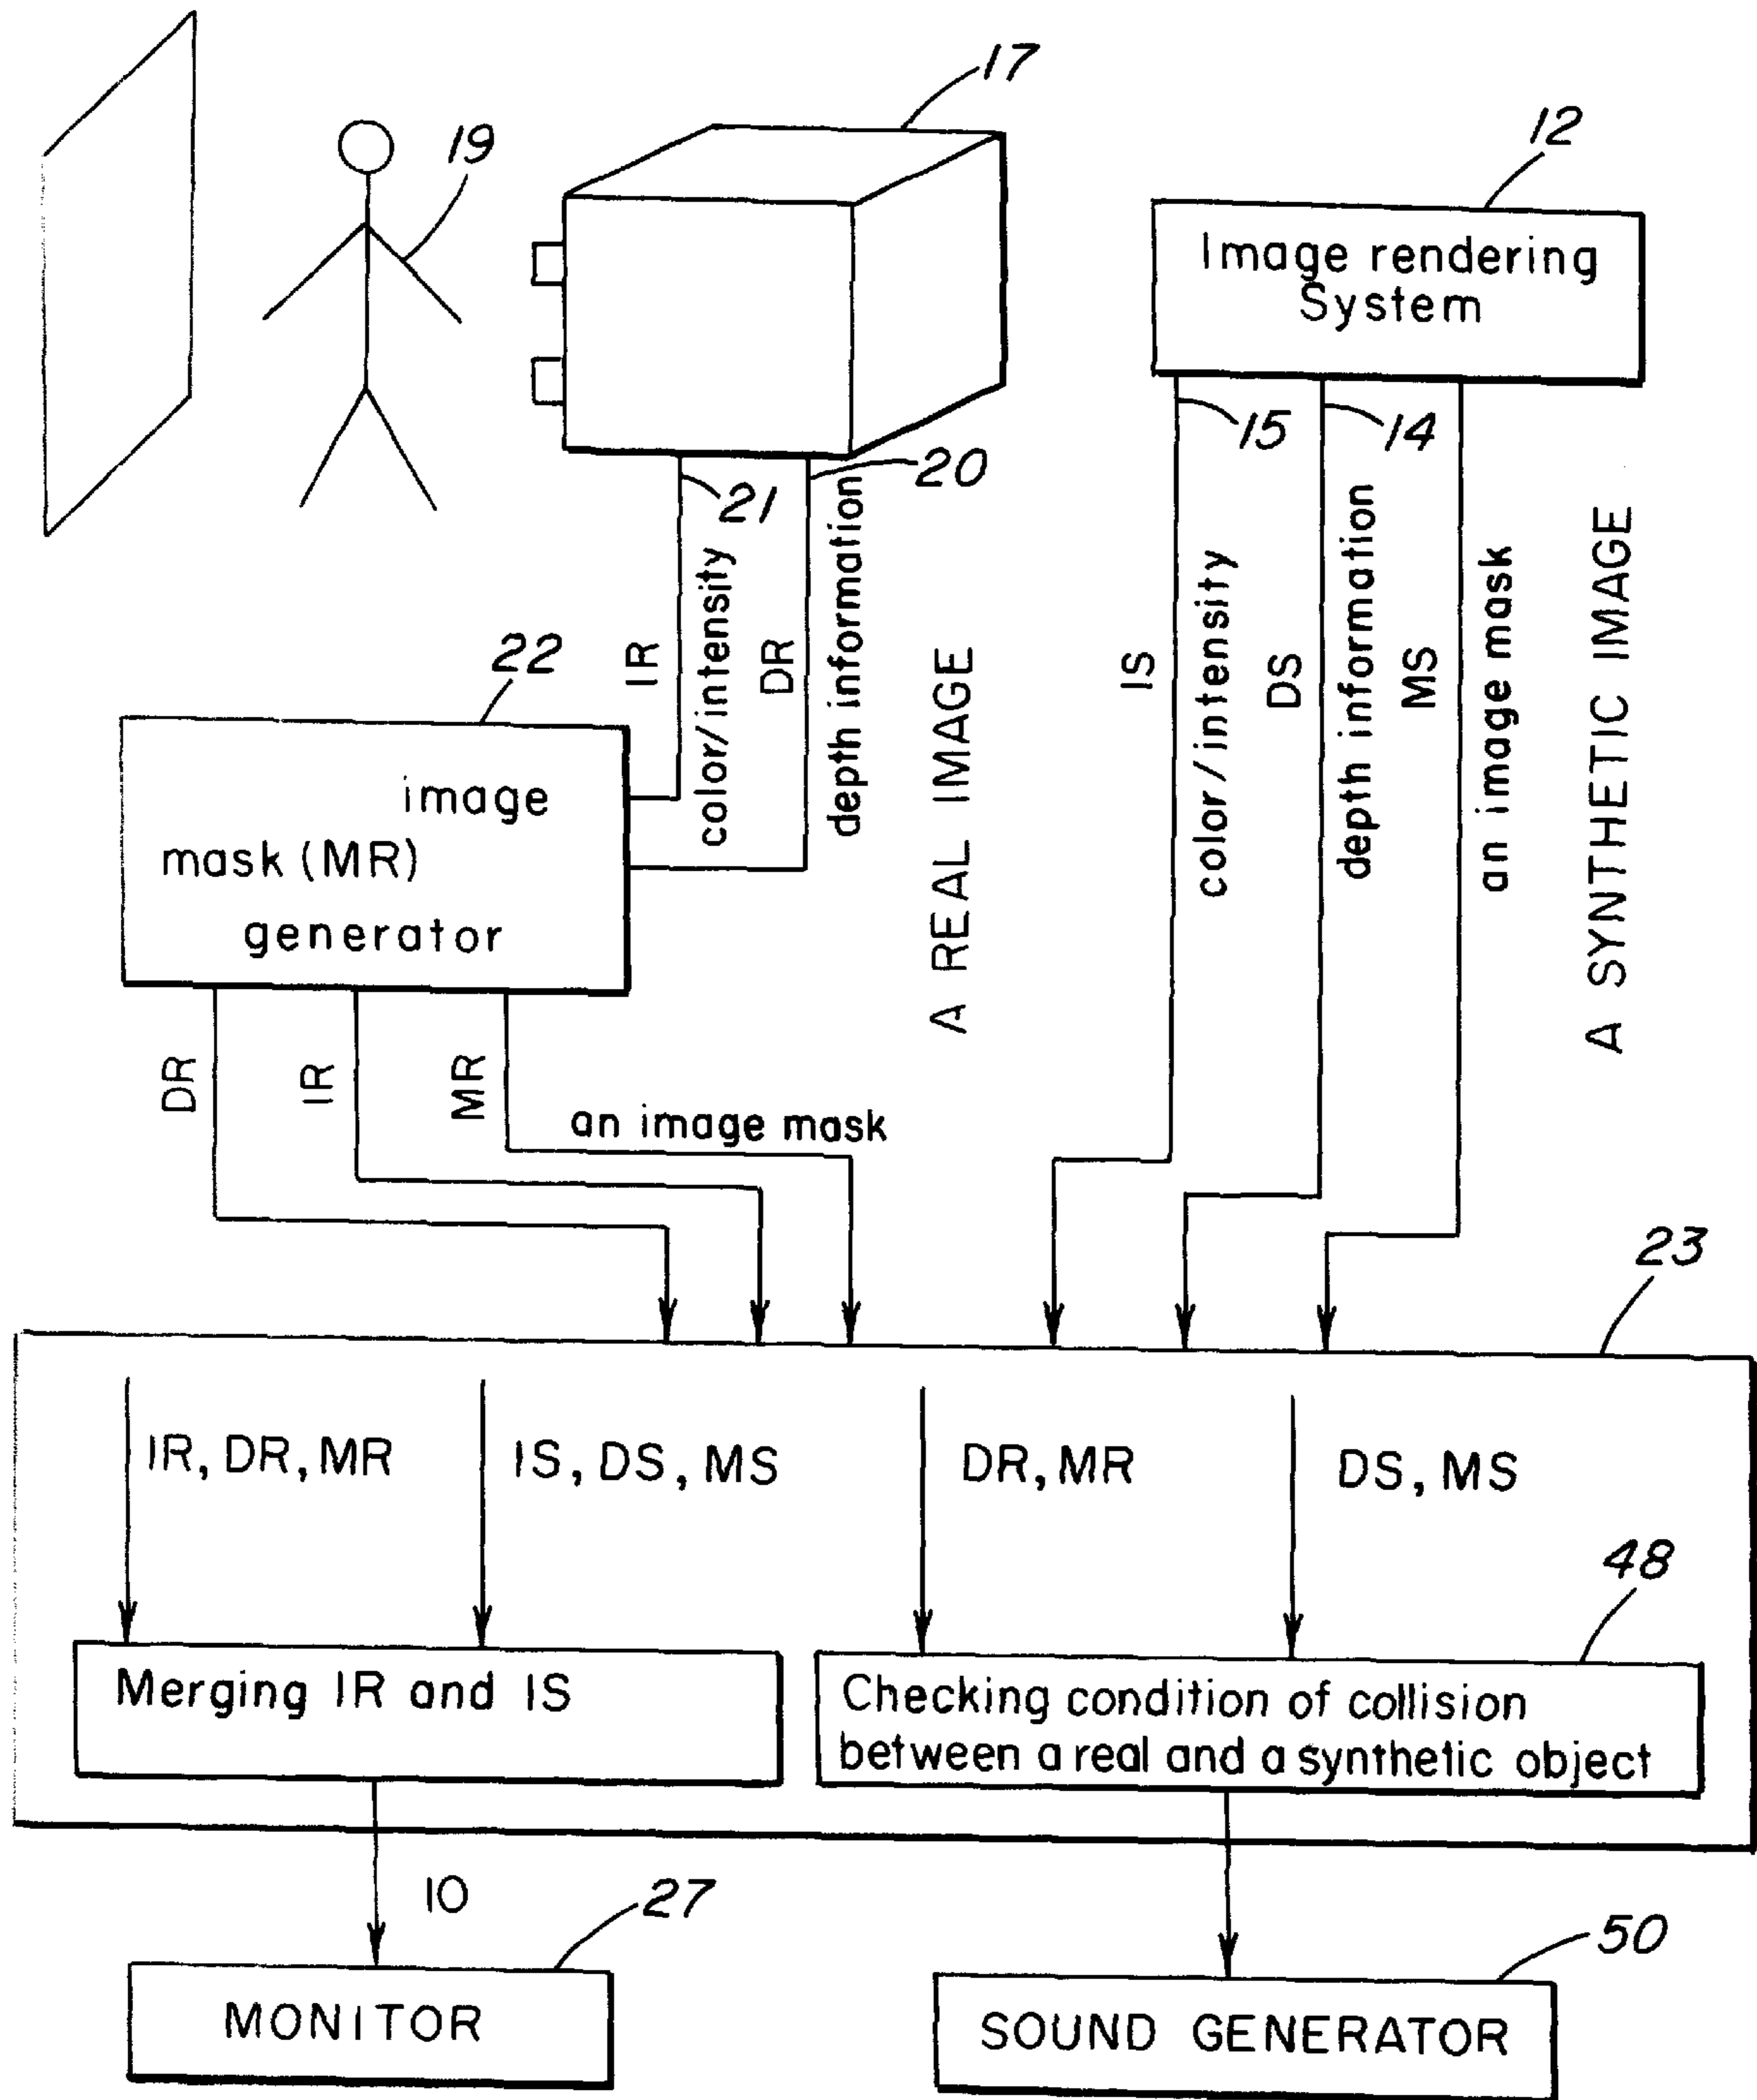 17
19
12
Image rendering
System
15
14
20
21
IR
color/intensity
DR
depth information
A REAL IMAGE
IS
color/intensity
DS
depth information
MS
an image mask
A SYNTHETIC IMAGE
22
image
mask (MR)
generator
DR
IR
MR
an image mask
23
IR, DR, MR
IS, DS, MS
DR, MR
DS, MS
48
Merging IR and IS
Checking condition of collision
between a real and a synthetic object
IO
27
MONITOR
50
SOUND GENERATOR